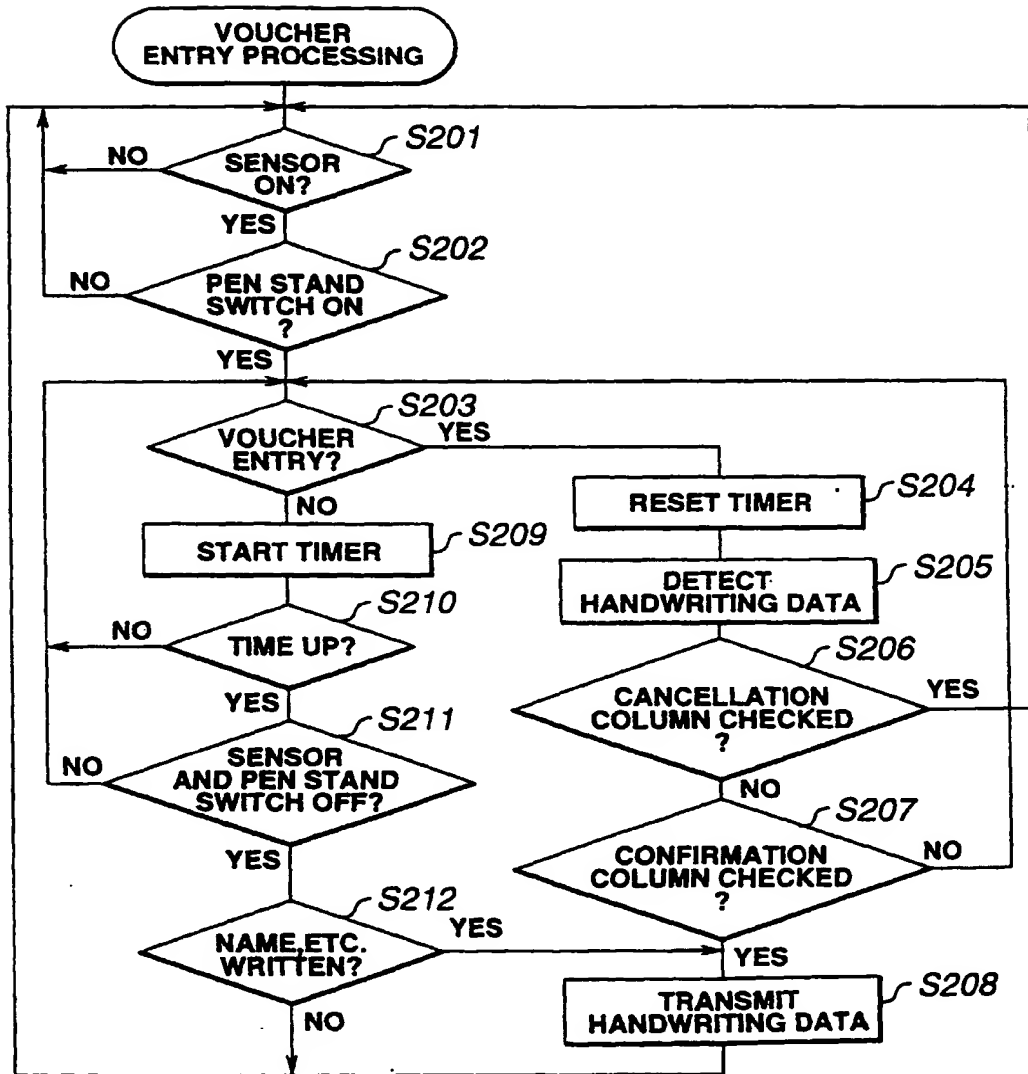 VOUCHER
ENTRY PROCESSING
S201
NO
SENSOR
ON?
YES
S202
NO
PEN STAND
SWITCH ON
?
YES
S203
VOUCHER
ENTRY?
YES
NO
S204
RESET TIMER
S209
START TIMER
S205
DETECT
HANDWRITING DATA
S210
NO
TIME UP?
YES
S206
CANCELLATION
COLUMN CHECKED
?
YES
NO
S211
SENSOR
AND PEN STAND
SWITCH OFF?
NO
YES
S207
CONFIRMATION
COLUMN CHECKED
?
NO
YES
S212
NAME,ETC.
WRITTEN?
YES
NO
S208
TRANSMIT
HANDWRITING DATA